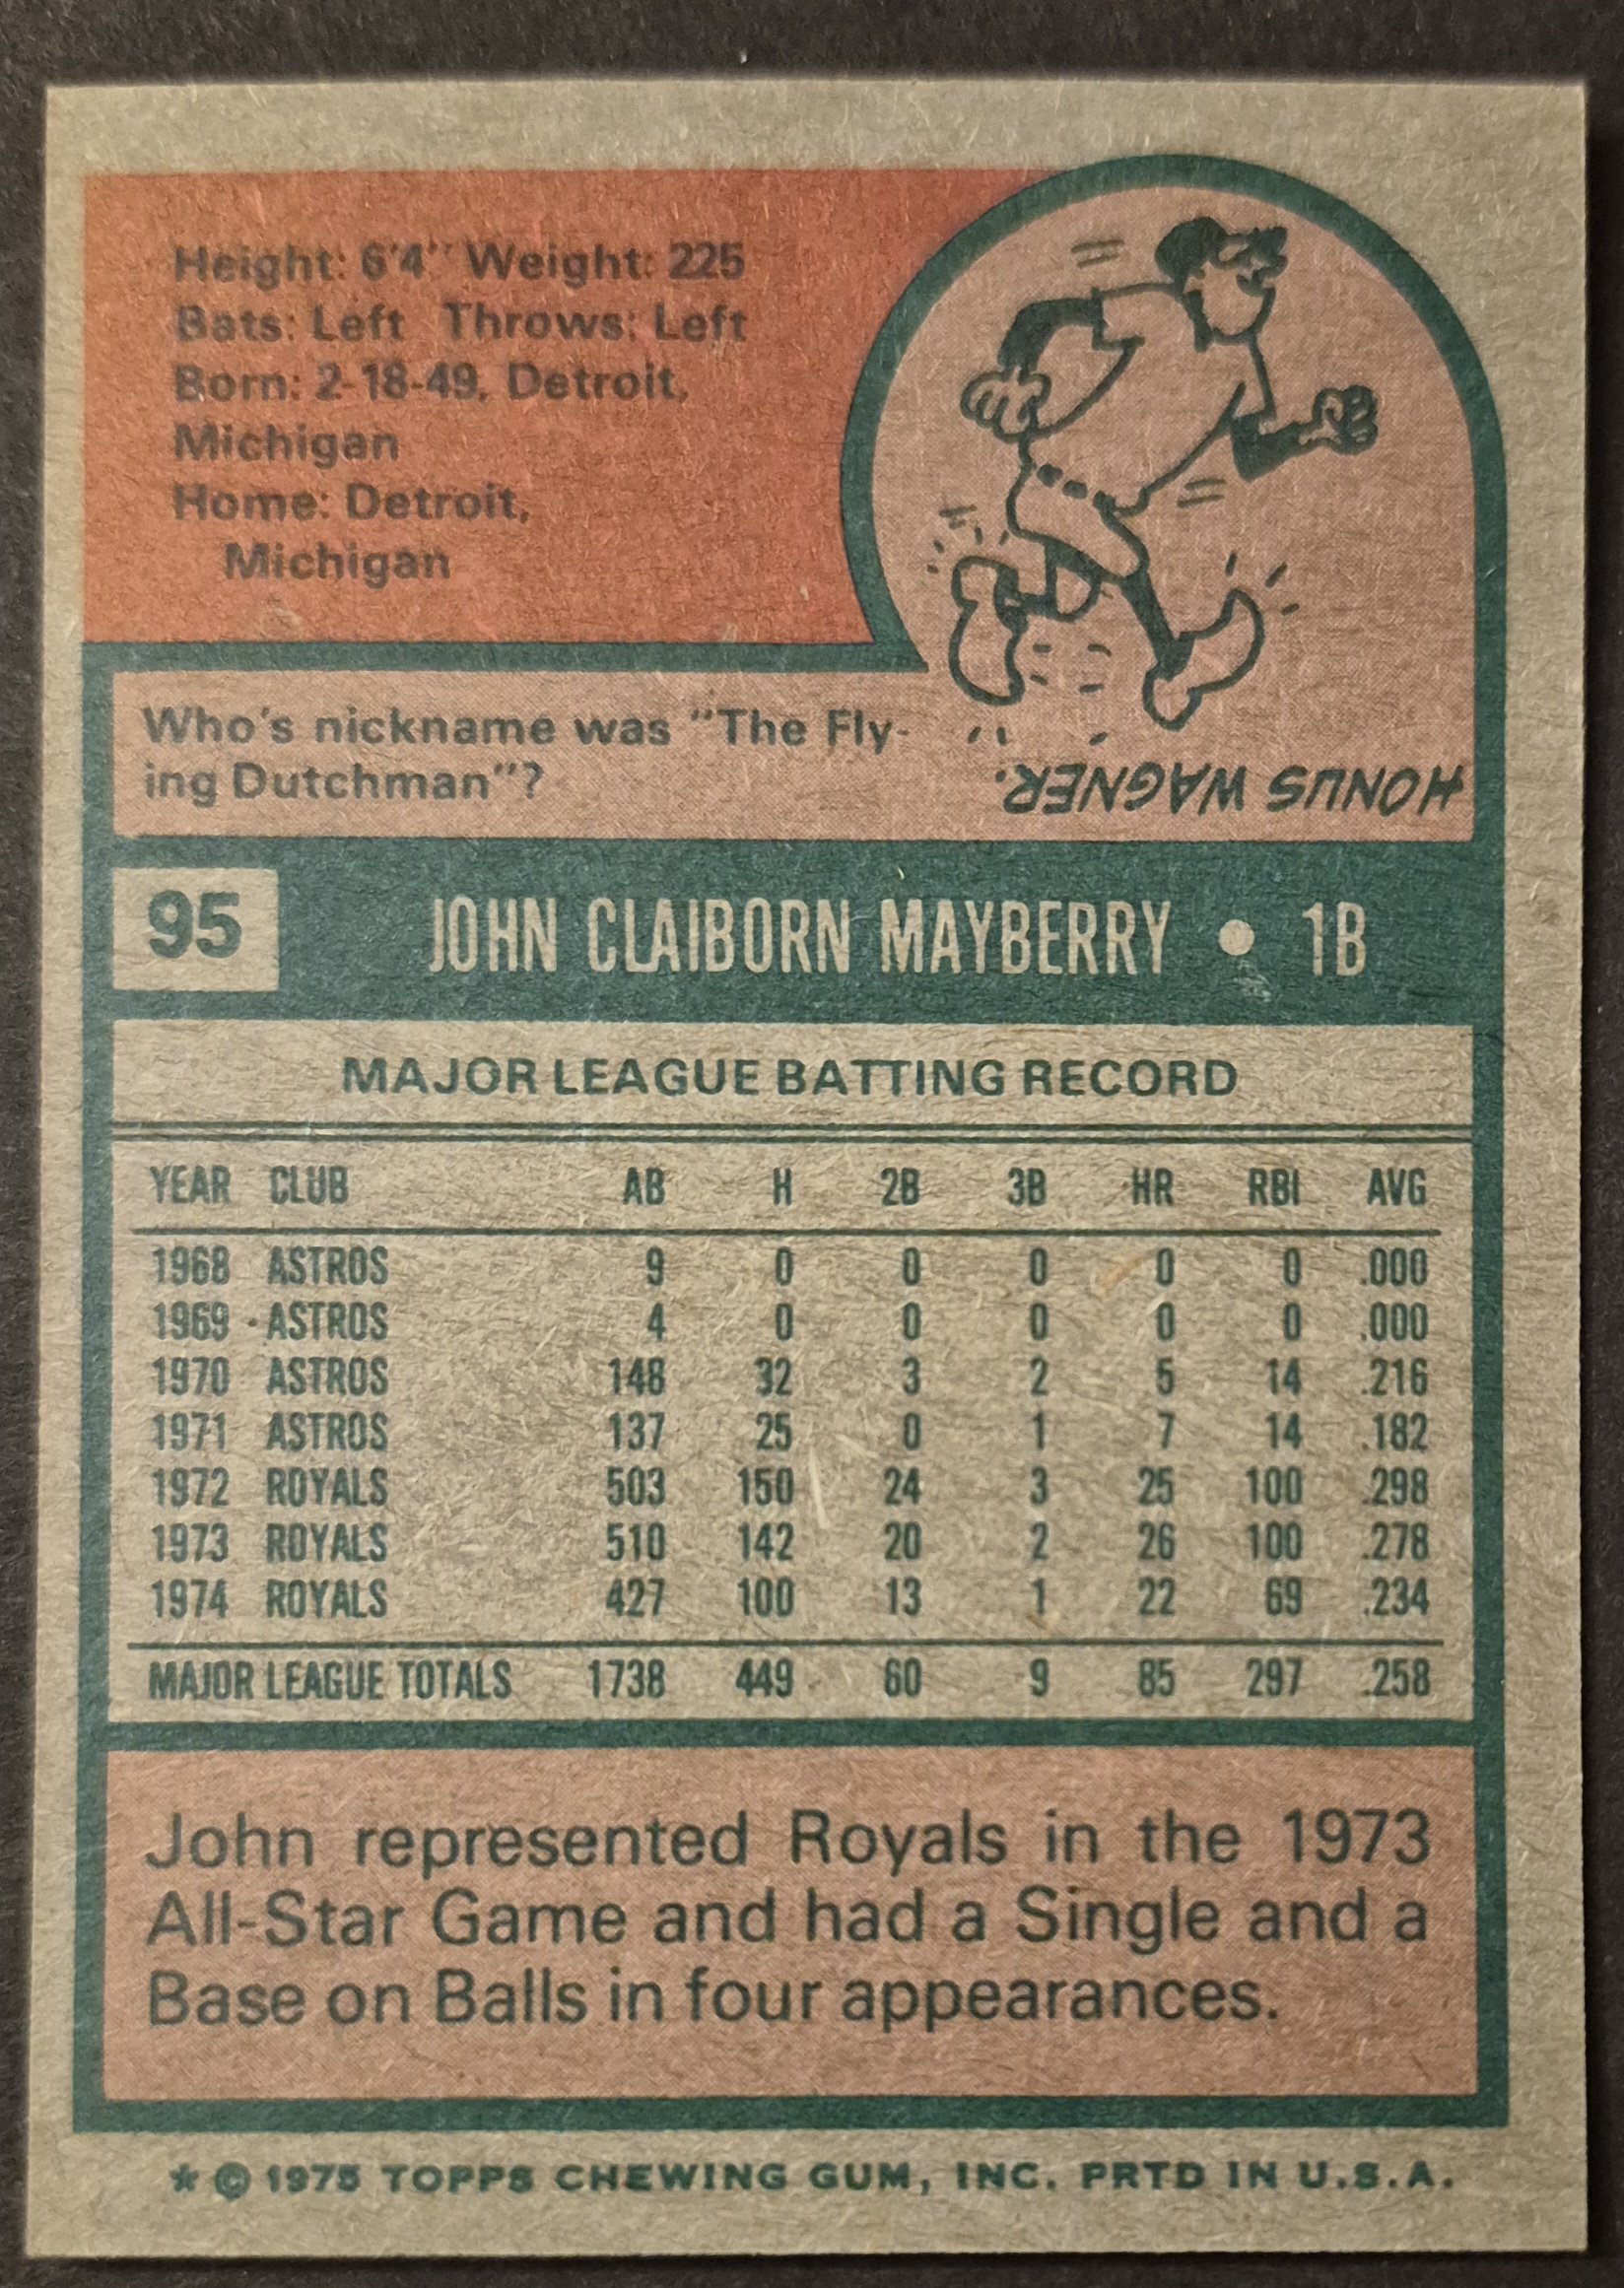 Height: 6'4" Weight: 225
Bats: Left Throws: Left
Born: 2-18-49, Detroit,
Michigan
Home: Detroit,
Michigan
Who's nickname was "The Fly-
ing Dutchman"?
HONUS WAGNER.
95 JOHN CLAIBORN MAYBERRY • 1B
MAJOR LEAGUE BATTING RECORD
YEAR CLUB AB H 2B 3B HR RBI AVG
1968 ASTROS 9 0 0 0 0 0 .000
1969 ASTROS 4 0 0 0 0 0 .000
1970 ASTROS 148 32 3 2 5 14 .216
1971 ASTROS 137 25 0 1 7 14 .182
1972 ROYALS 503 150 24 3 25 100 .298
1973 ROYALS 510 142 20 2 26 100 .278
1974 ROYALS 427 100 13 1 22 69 .234
MAJOR LEAGUE TOTALS 1738 449 60 9 85 297 .258
John represented Royals in the 1973
All-Star Game and had a Single and a
Base on Balls in four appearances.
* © 1975 TOPPS CHEWING GUM, INC. PRTD IN U.S.A.